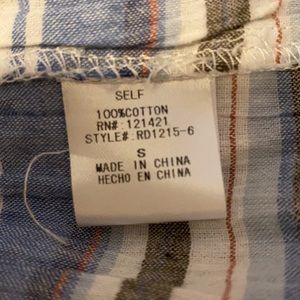 SELF
100%COTTON
RN#:121421
STYLE#:RD1215-6
S
MADE IN CHINA
HECHO EN CHINA